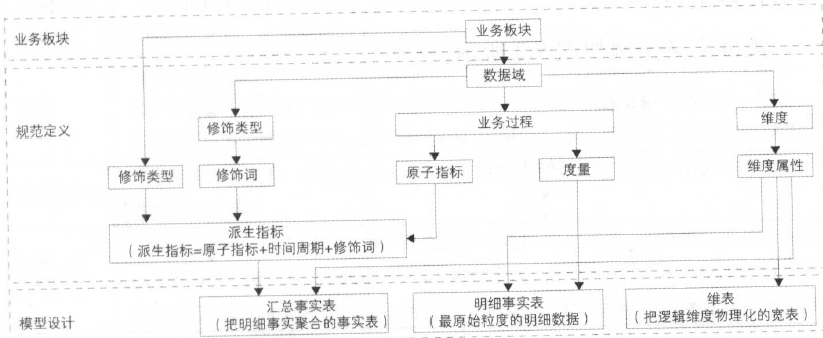 业务板块
业务板块
数据域
规范定义
修饰类型
业务过程
维度
修饰类型
修饰词
原子指标
度量
维度属性
派生指标
（派生指标=原子指标+时间周期+修饰词）
模型设计
汇总事实表
（把明细事实聚合的事实表）
明细事实表
（最原始粒度的明细数据）
维表
（把逻辑维度物理化的宽表）